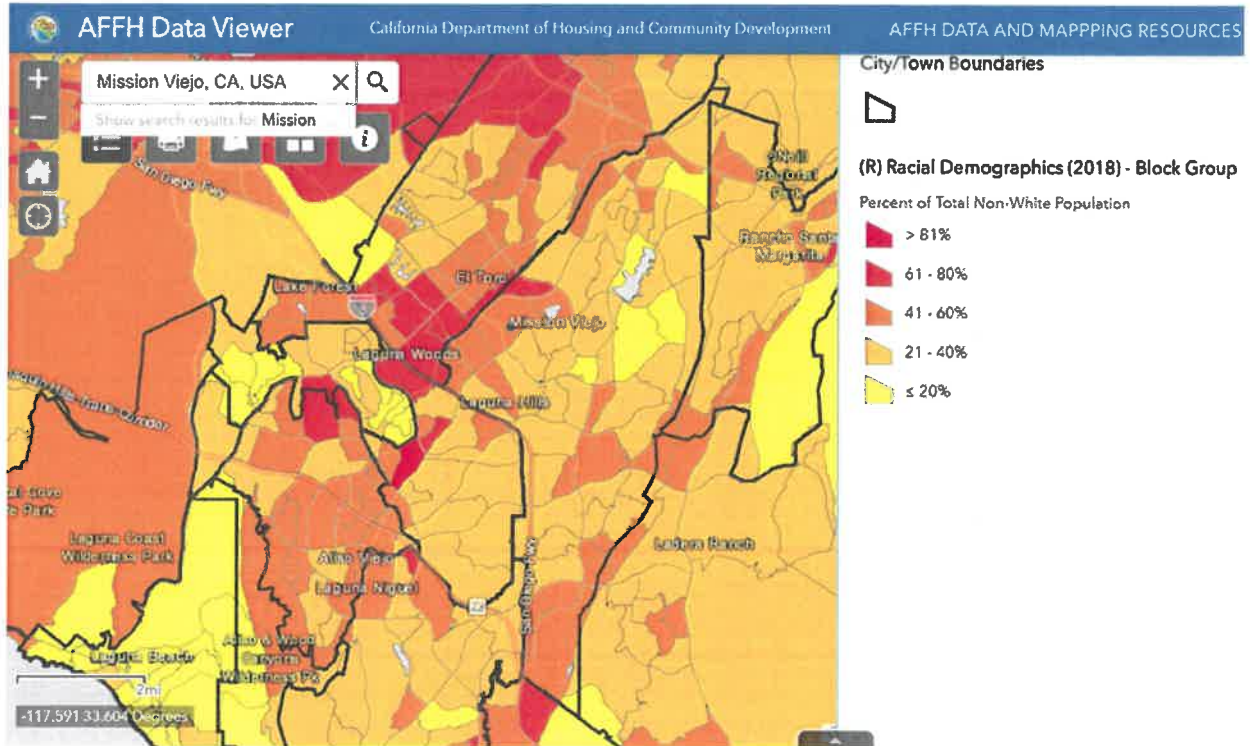 AFFH Data Viewer
California Department of Housing and Community Development
AFFH DATA AND MAPPPING RESOURCES
Mission Viejo, CA, USA
Show search results for Mission
City/Town Boundaries
(R) Racial Demographics (2018) - Block Group
Percent of Total Non-White Population
> 81%
61 - 80%
41 - 60%
21 - 40%
≤ 20%
San Diego Fwy
O'Neill
Regional
Park
Rancho Santa
Margarita
Lake Forest
El Toro
Mission Viejo
Laguna Woods
Laguna Hills
Laguna Coast
Wilderness Park
Aliso Viejo
Laguna Niguel
Ladera Ranch
San Diego Fwy
Laguna Beach
Aliso & Wood
Canyons
Wilderness Pk
2mi
-117.591 33.604 Degrees